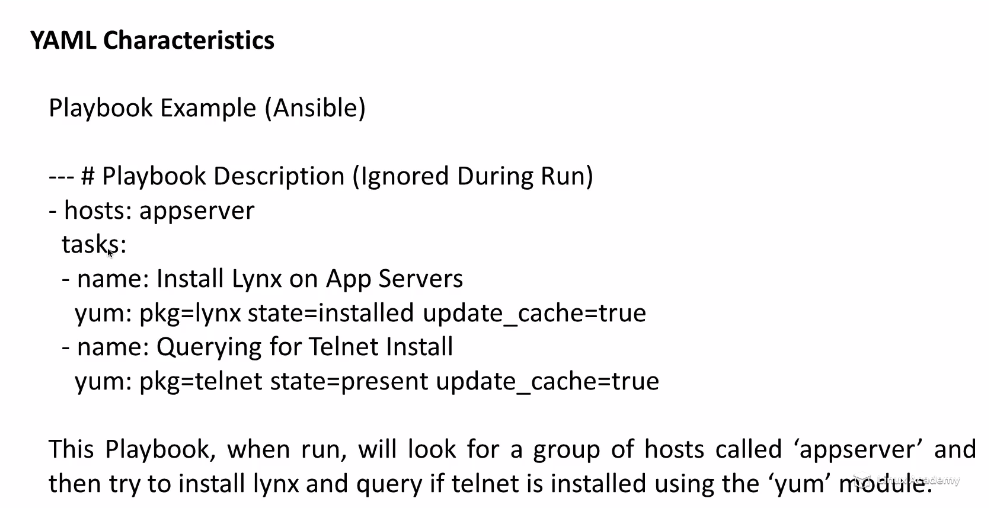 YAML Characteristics
Playbook Example (Ansible)
--- # Playbook Description (Ignored During Run)
- hosts: appserver
  tasks:
  - name: Install Lynx on App Servers
    yum: pkg=lynx state=installed update_cache=true
  - name: Querying for Telnet Install
    yum: pkg=telnet state=present update_cache=true
This Playbook, when run, will look for a group of hosts called ‘appserver’ and
then try to install lynx and query if telnet is installed using the ‘yum’ module.